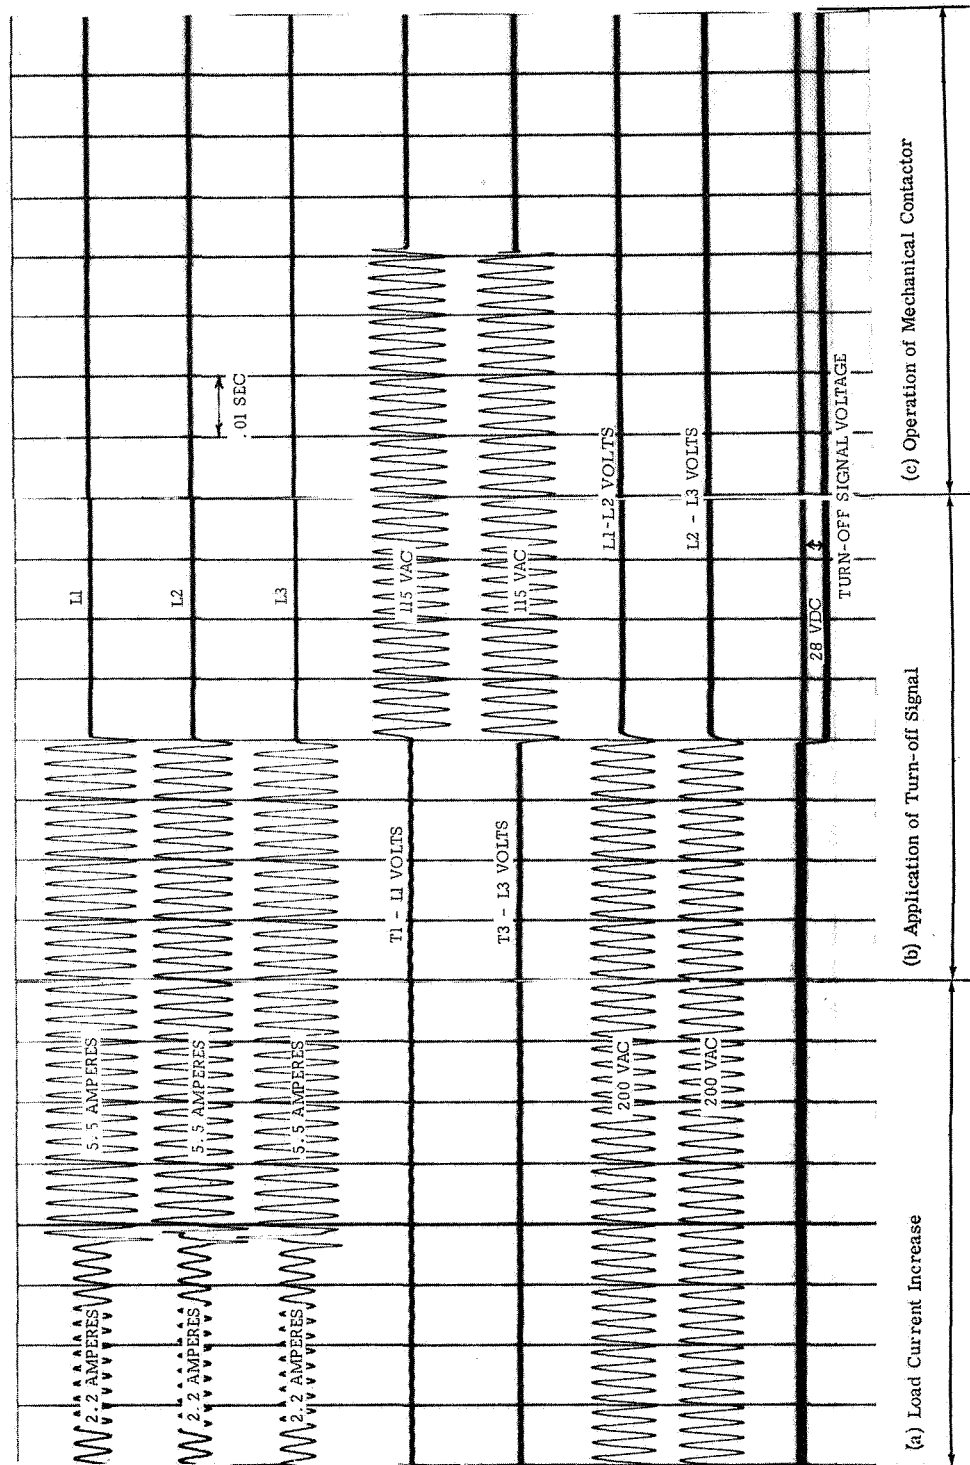 2.2 AMPERES
5.5 AMPERES
L1
2.2 AMPERES
5.5 AMPERES
L2
.01 SEC
2.2 AMPERES
5.5 AMPERES
L3
T1 - L1 VOLTS
115 VAC
T3 - L3 VOLTS
115 VAC
200 VAC
L1-L2 VOLTS
200 VAC
L2 - L3 VOLTS
28 VDC
TURN-OFF SIGNAL VOLTAGE
(a) Load Current Increase
(b) Application of Turn-off Signal
(c) Operation of Mechanical Contactor